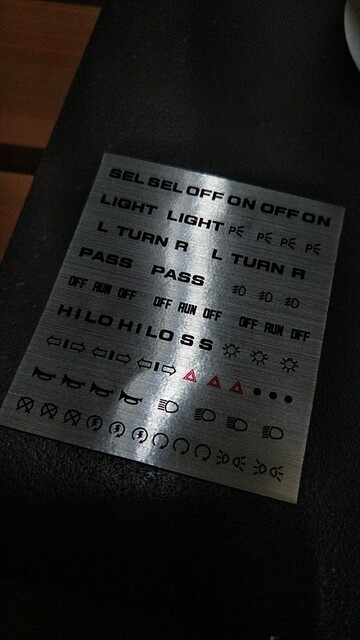 SEL SEL OFF ON OFF ON
LIGHT LIGHT
L TURN R L TURN R
PASS PASS
OFF RUN OFF OFF RUN OFF OFF RUN OFF
HI LO HI LO S S